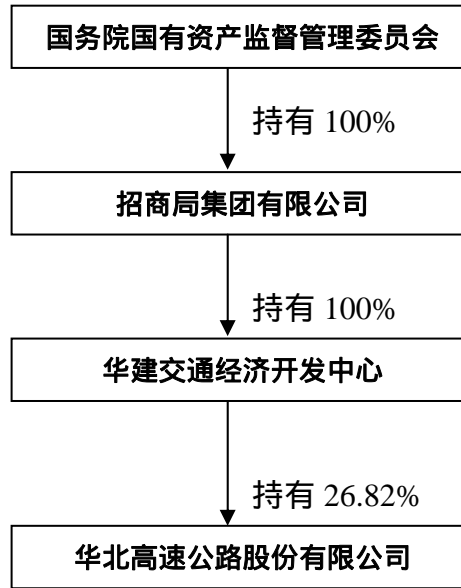 国务院国有资产监督管理委员会
持有 100%
招商局集团有限公司
持有 100%
华建交通经济开发中心
持有 26.82%
华北高速公路股份有限公司